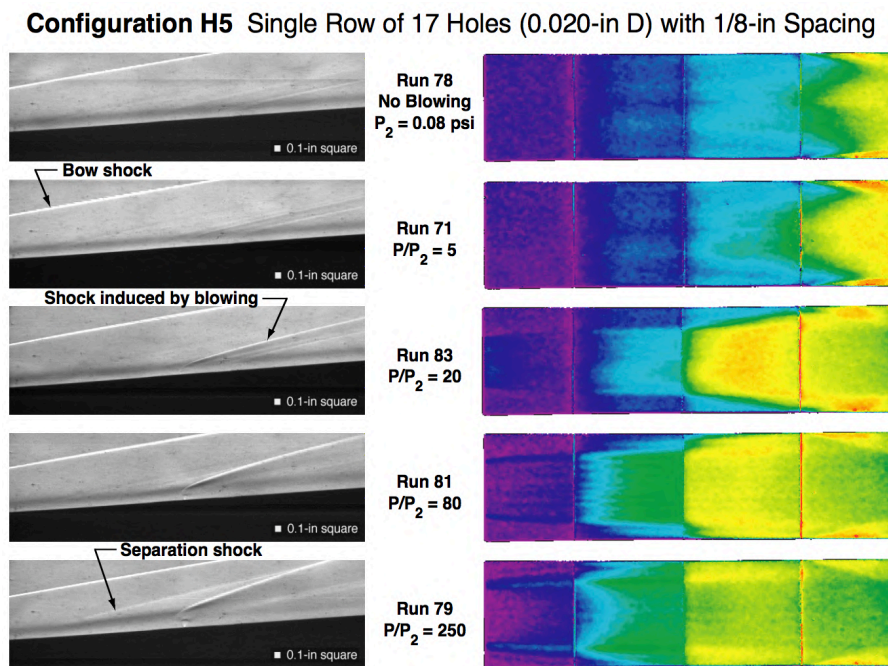 Configuration H5 Single Row of 17 Holes (0.020-in D) with 1/8-in Spacing
Run 78
No Blowing
P2 = 0.08 psi
0.1-in square
Bow shock
Run 71
P/P2 = 5
0.1-in square
Shock induced by blowing
Run 83
P/P2 = 20
0.1-in square
Run 81
P/P2 = 80
0.1-in square
Separation shock
Run 79
P/P2 = 250
0.1-in square